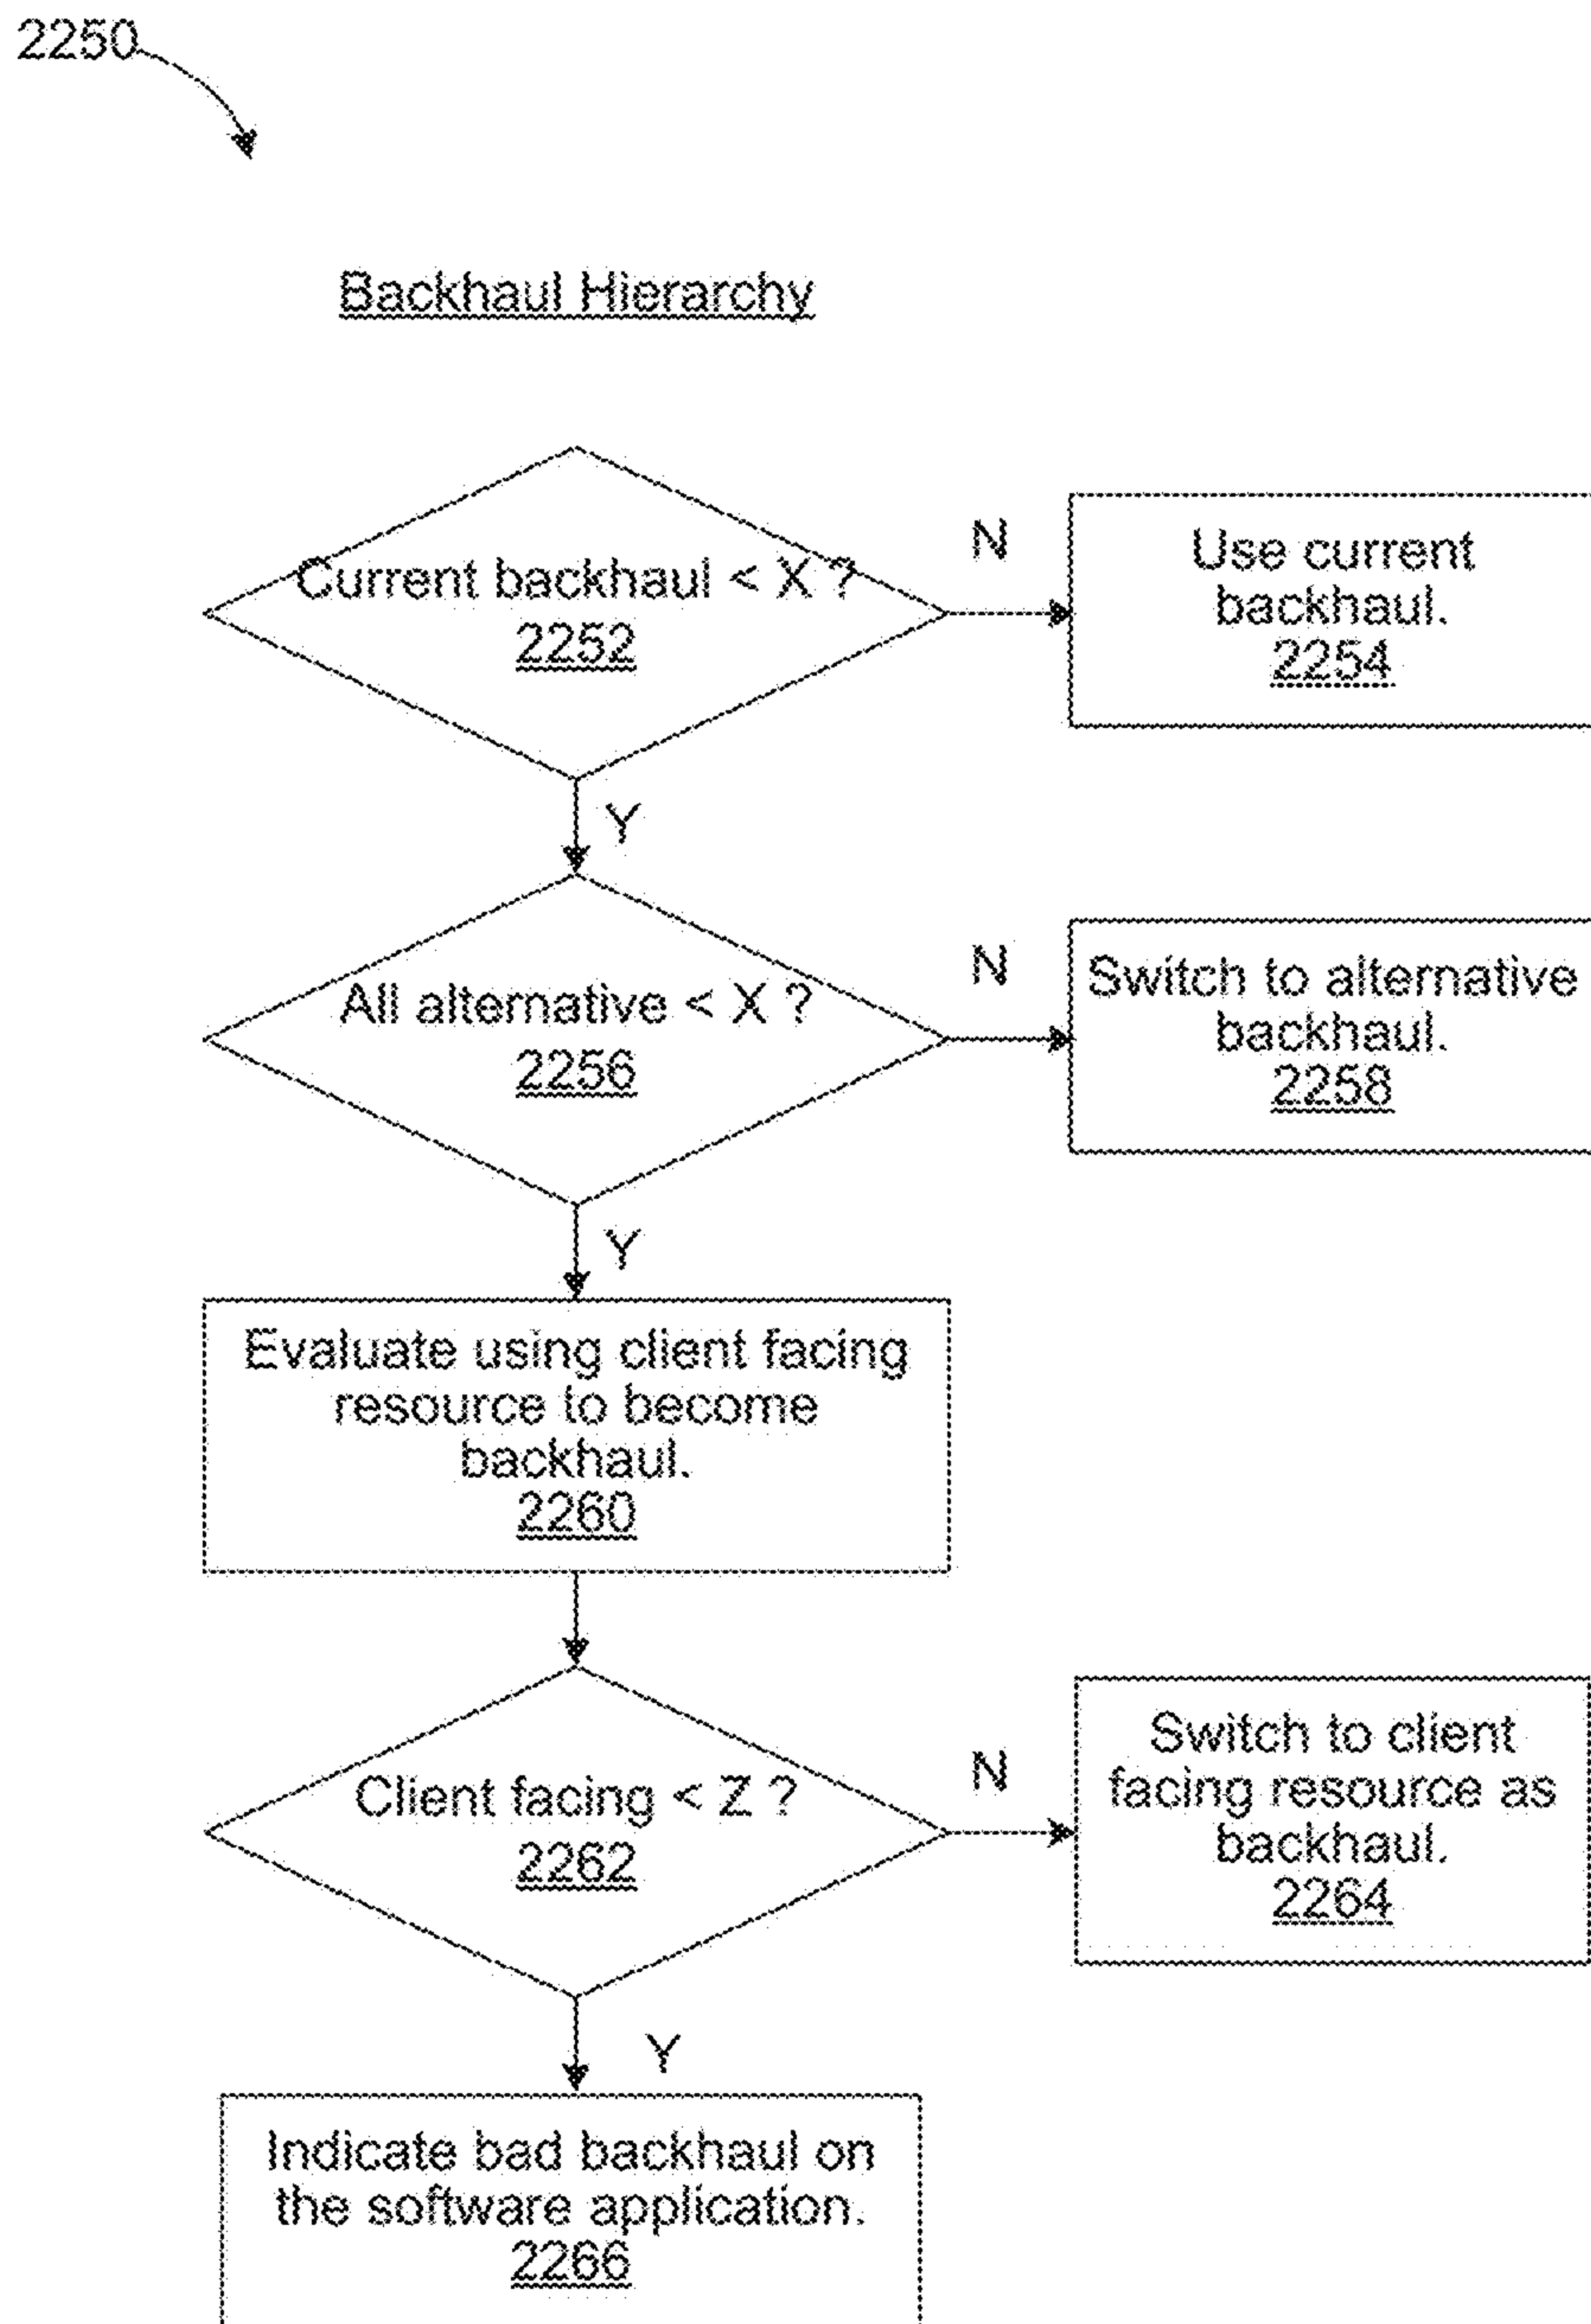 2250
Backhaul Hierarchy
Current backhaul < X ?
2252
N
Use current
backhaul.
2254
Y
All alternative < X ?
2256
N
Switch to alternative
backhaul.
2258
Y
Evaluate using client facing
resource to become
backhaul.
2260
Client facing < Z ?
2262
N
Switch to client
facing resource as
backhaul.
2264
Y
Indicate bad backhaul on
the software application.
2266